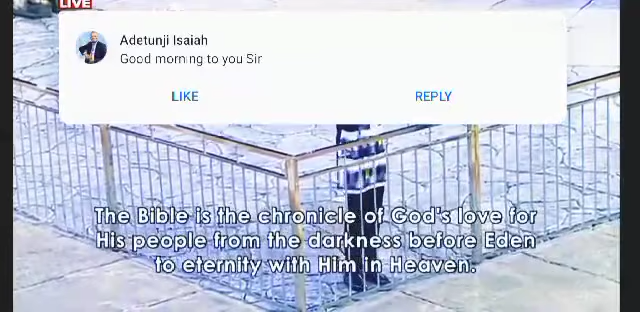 LIVE
Adetunji Isaiah
Good morning to you Sir
LIKE
REPLY
The Bible is the chronicle of God's love for
His people from the darkness before Eden
to eternity with Him in Heaven.